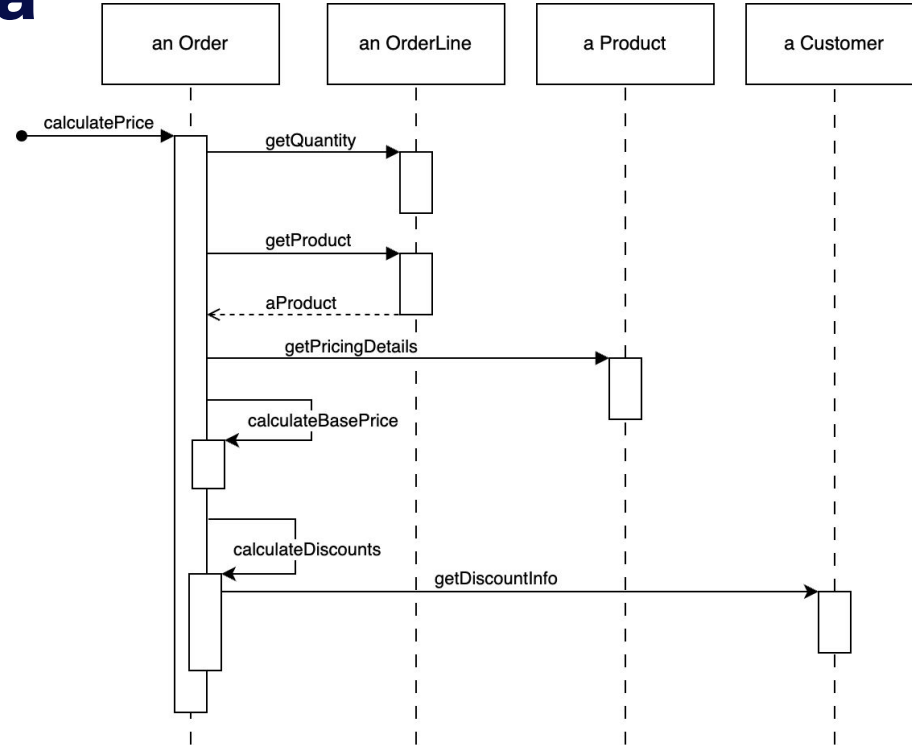 a
an Order
an OrderLine
a Product
a Customer
calculatePrice
getQuantity
getProduct
aProduct
getPricingDetails
calculateBasePrice
calculateDiscounts
getDiscountInfo